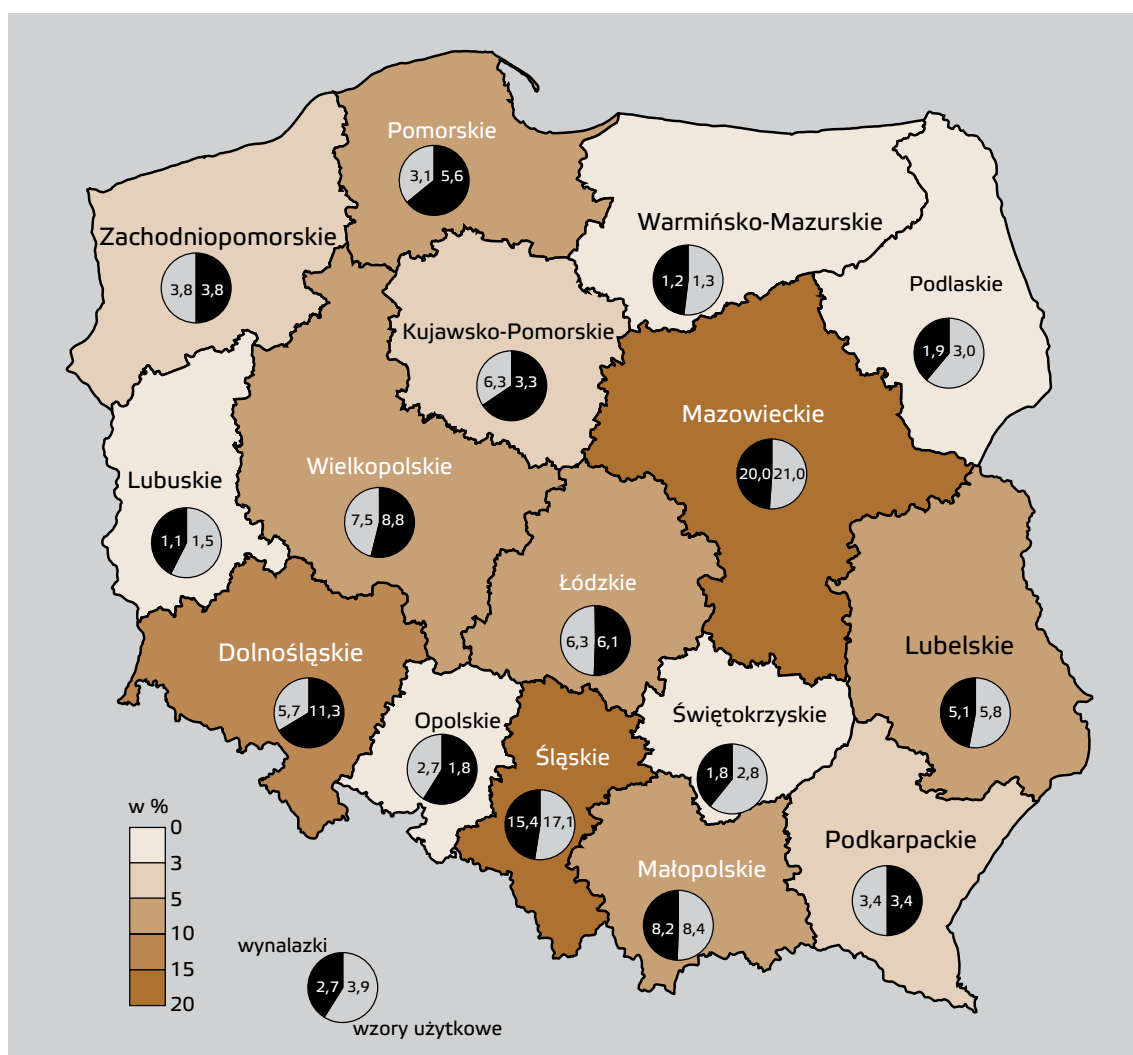 Pomorskie
3,1 5,6
Zachodniopomorskie
3,8 3,8
Warmińsko-Mazurskie
1,2 1,3
Podlaskie
1,9 3,0
Kujawsko-Pomorskie
6,3 3,3
Mazowieckie
20,0 21,0
Wielkopolskie
7,5 8,8
Lubuskie
1,1 1,5
Łódzkie
6,3 6,1
Dolnośląskie
5,7 11,3
Lubelskie
5,1 5,8
Opolskie
2,7 1,8
Śląskie
15,4 17,1
Świętokrzyskie
1,8 2,8
Małopolskie
8,2 8,4
Podkarpackie
3,4 3,4
w %
0
3
5
10
15
20
wynalazki
2,7 3,9
wzory użytkowe